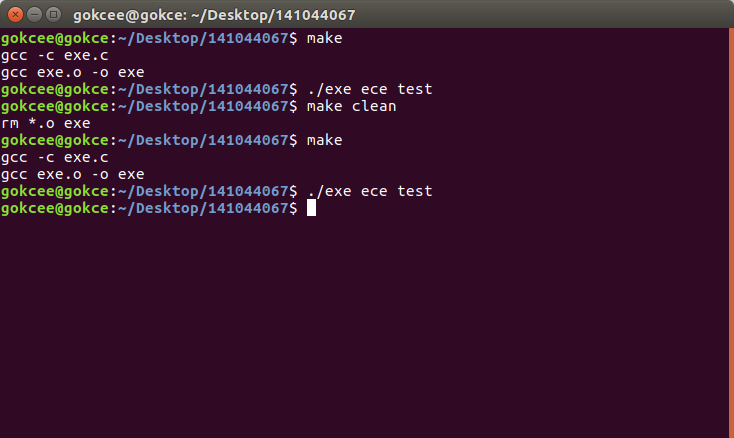 gokcee@gokce: ~/Desktop/141044067
gokcee@gokce:~/Desktop/141044067$ make
gcc -c exe.c
gcc exe.o -o exe
gokcee@gokce:~/Desktop/141044067$ ./exe ece test
gokcee@gokce:~/Desktop/141044067$ make clean
rm *.o exe
gokcee@gokce:~/Desktop/141044067$ make
gcc -c exe.c
gcc exe.o -o exe
gokcee@gokce:~/Desktop/141044067$ ./exe ece test
gokcee@gokce:~/Desktop/141044067$